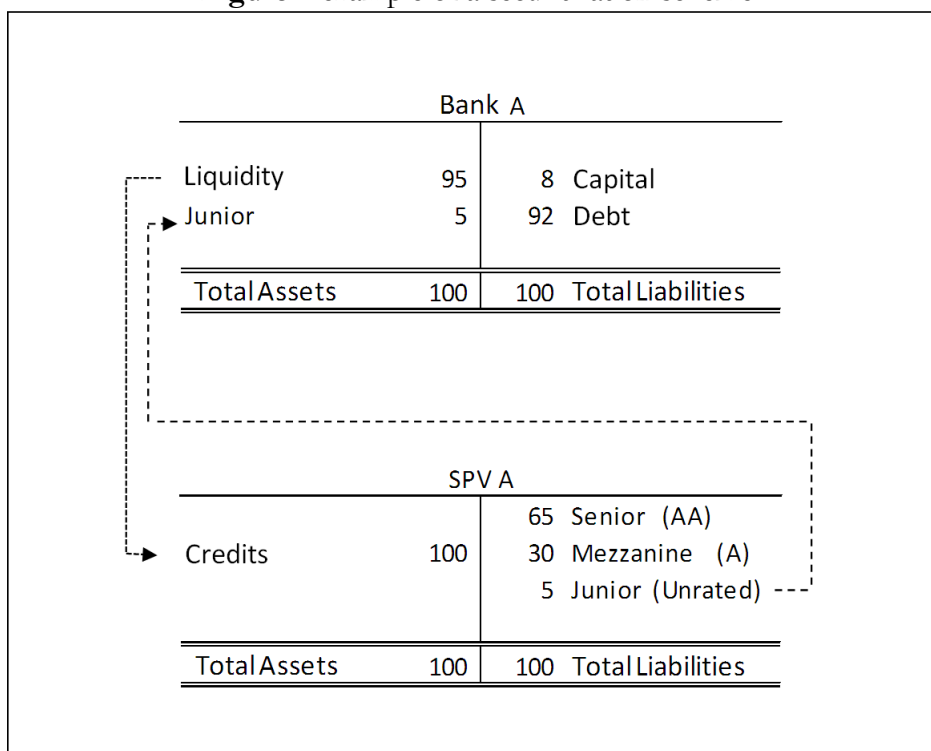 Bank A
Liquidity 95 8 Capital
Junior 5 92 Debt
Total Assets 100 100 Total Liabilities
SPV A
65 Senior (AA)
Credits 100 30 Mezzanine (A)
5 Junior (Unrated)
Total Assets 100 100 Total Liabilities